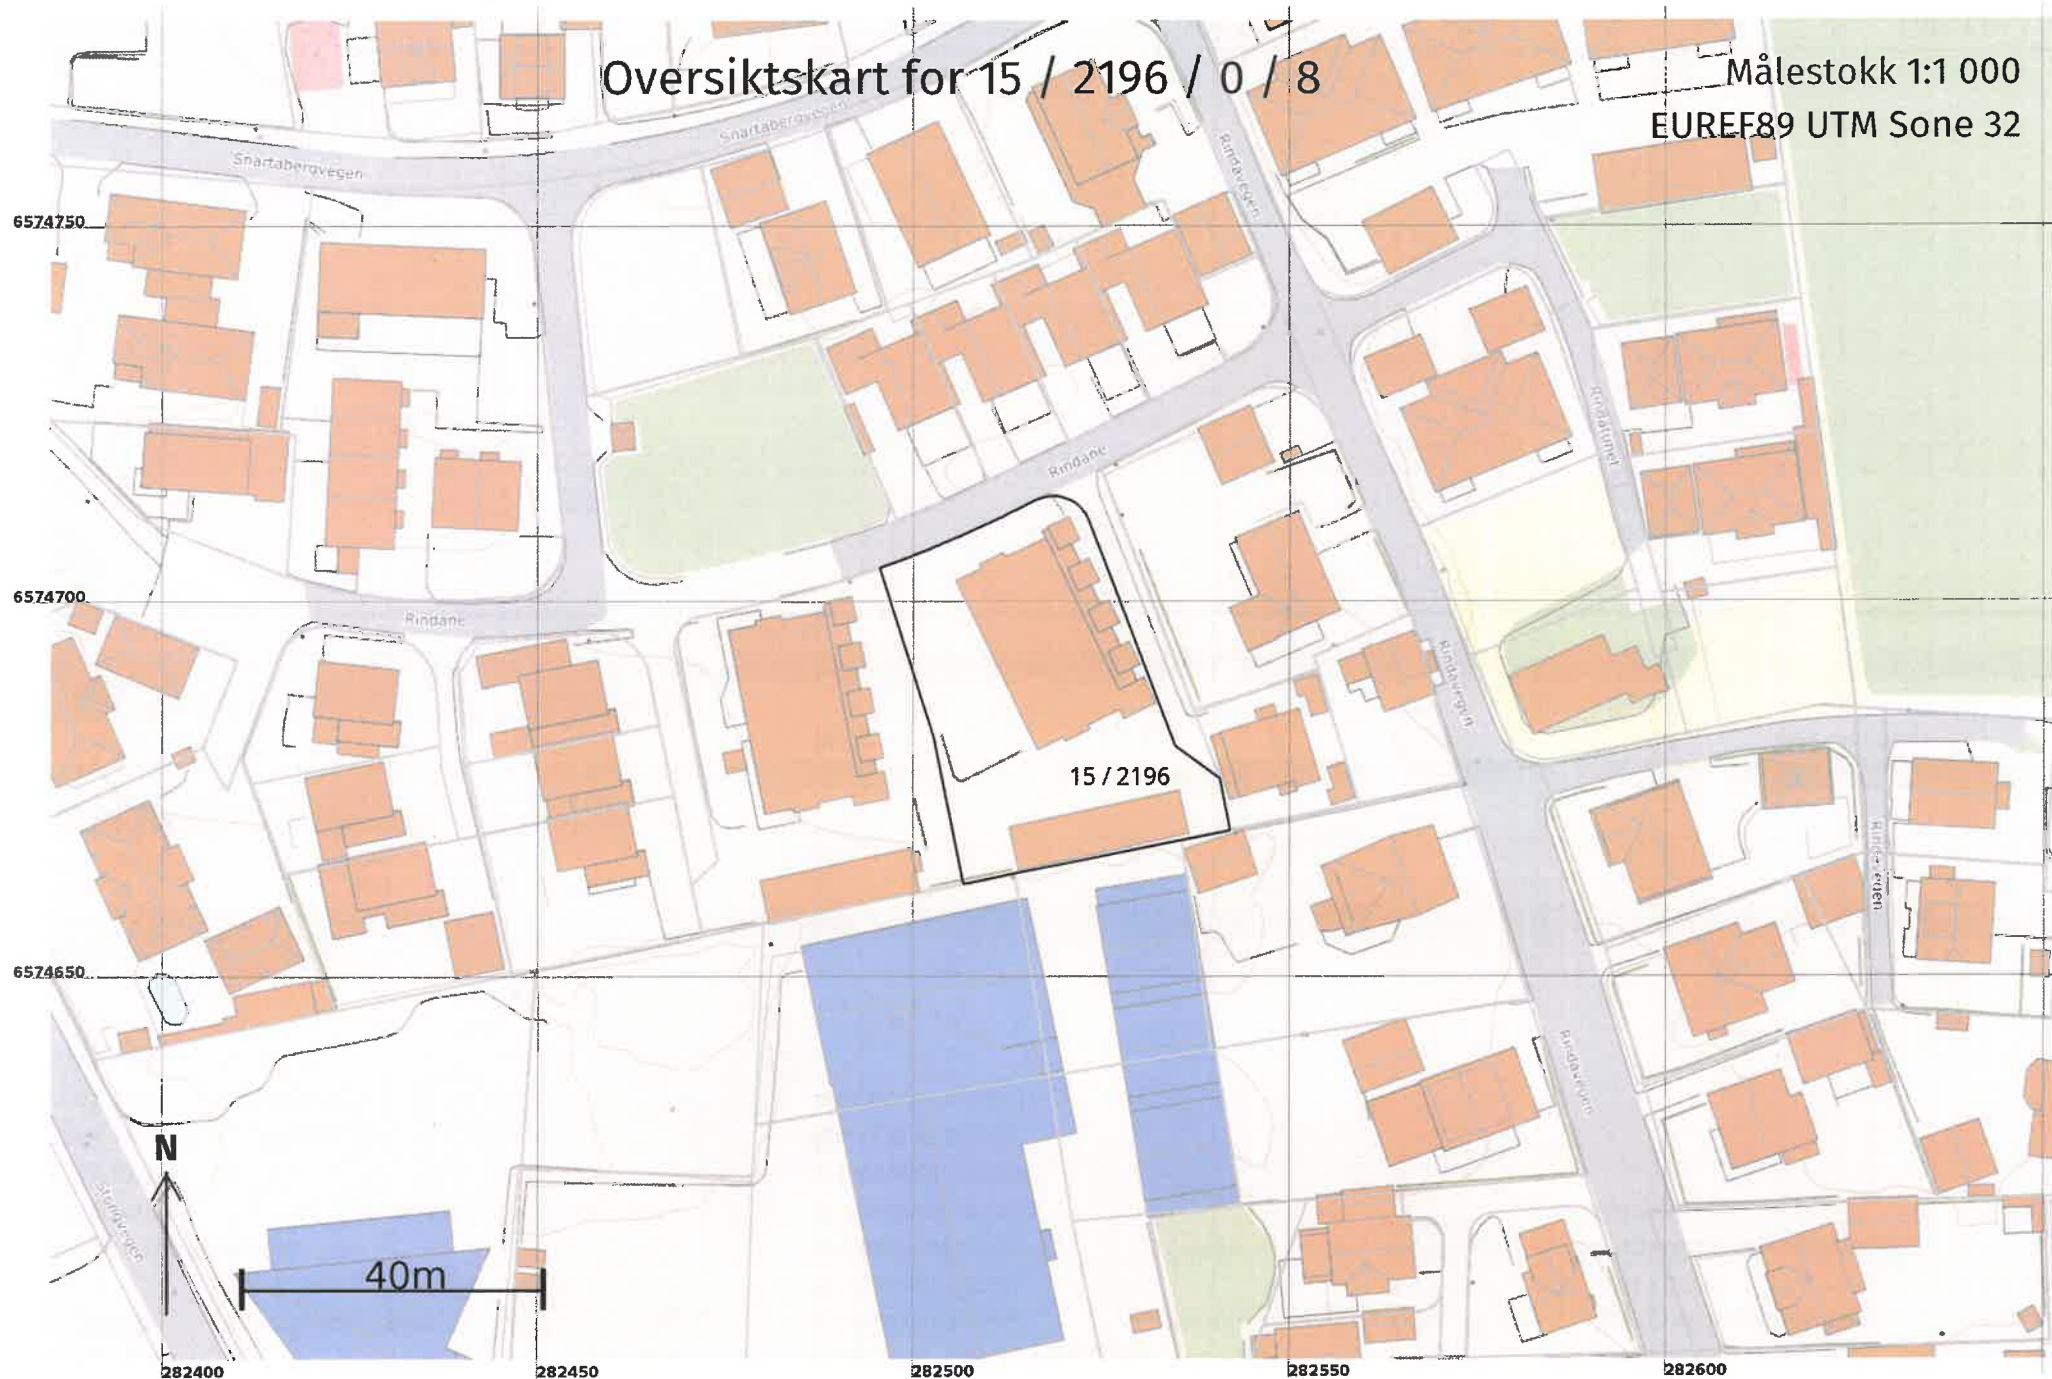 Oversiktskart for 15 / 2196 / 0 / 8
Målestokk 1:1 000
EUREF89 UTM Sone 32
Snartabergvegen
Snartabergvegen
Rindavegen
6574750
Rindatunet
Rindane
6574700
Rindane
Rindavegen
15 / 2196
Rindavegen
6574650
Rindavegen
N
Storgvegen
40m
282400
282450
282500
282550
282600